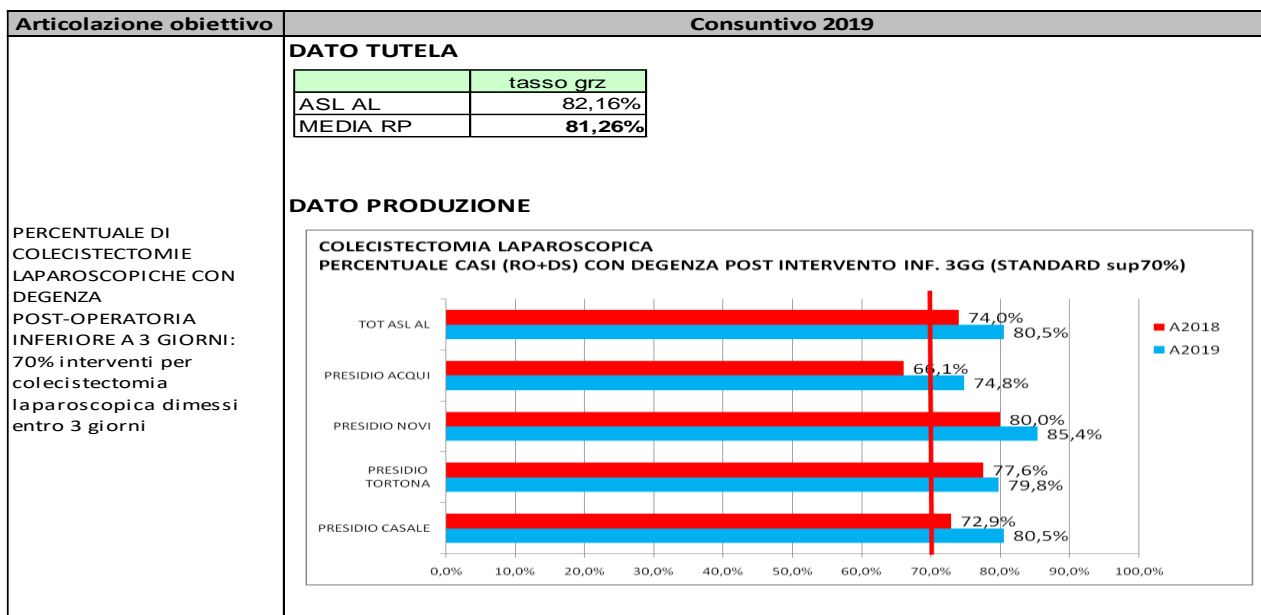 Articolazione obiettivo
Consuntivo 2019
PERCENTUALE DI
COLECISTECTOMIE
LAPAROSCOPICHE CON
DEGENZA
POST-OPERATORIA
INFERIORE A 3 GIORNI:
70% interventi per
colecistectomia
laparoscopica dimessi
entro 3 giorni
DATO TUTELA
tasso grz
ASL AL 82,16%
MEDIA RP 81,26%
DATO PRODUZIONE
COLECISTECTOMIA LAPAROSCOPICA
PERCENTUALE CASI (RO+DS) CON DEGENZA POST INTERVENTO INF. 3GG (STANDARD sup70%)
TOT ASL AL
74,0%
80,5%
PRESIDIO ACQUI
66,1%
74,8%
PRESIDIO NOVI
80,0%
85,4%
PRESIDIO
TORTONA
77,6%
79,8%
PRESIDIO CASALE
72,9%
80,5%
A2018
A2019
0,0% 10,0% 20,0% 30,0% 40,0% 50,0% 60,0% 70,0% 80,0% 90,0% 100,0%